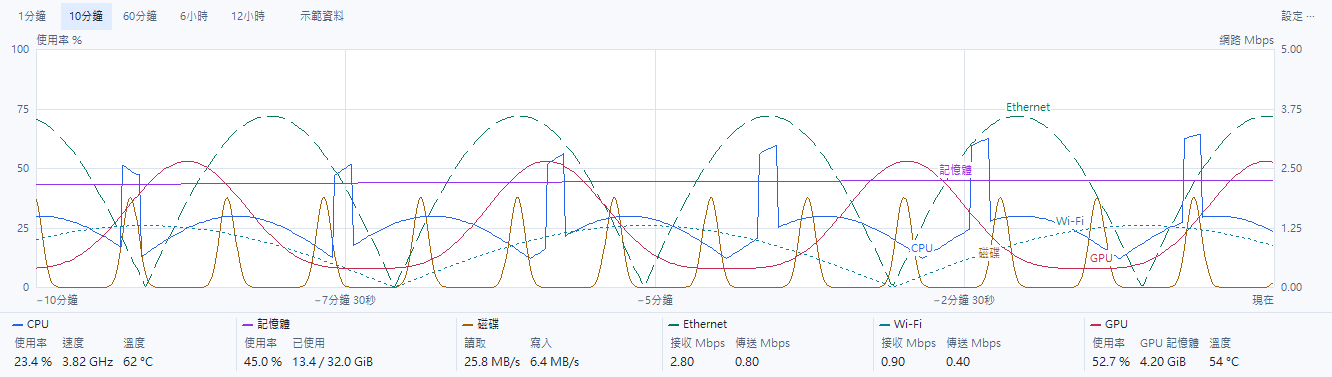 1分鐘 10分鐘 60分鐘 6小時 12小時 示範資料 設定 ···
使用率 % 網路 Mbps
100 5.00
Ethernet
75 3.75
50 2.50
記憶體
25 1.25
Wi-Fi
CPU 磁碟 GPU
0 0.00
−10分鐘 −7分鐘 30秒 −5分鐘 −2分鐘 30秒 現在
CPU 記憶體 磁碟 Ethernet Wi-Fi GPU
使用率 速度 溫度 使用率 已使用 讀取 寫入 接收 Mbps 傳送 Mbps 接收 Mbps 傳送 Mbps 使用率 GPU 記憶體 溫度
23.4 % 3.82 GHz 62 °C 45.0 % 13.4 / 32.0 GiB 25.8 MB/s 6.4 MB/s 2.80 0.80 0.90 0.40 52.7 % 4.20 GiB 54 °C